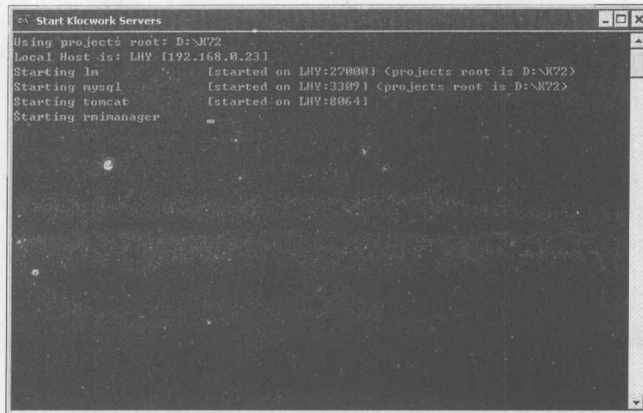 Start Klocwork Servers
Using projects root: D:\K72
Local Host is: LHY [192.168.0.23]
Starting lm [started on LHY:27000] (projects root is D:\K72)
Starting mysql [started on LHY:3309] (projects root is D:\K72)
Starting tomcat [started on LHY:8064]
Starting rmimanager